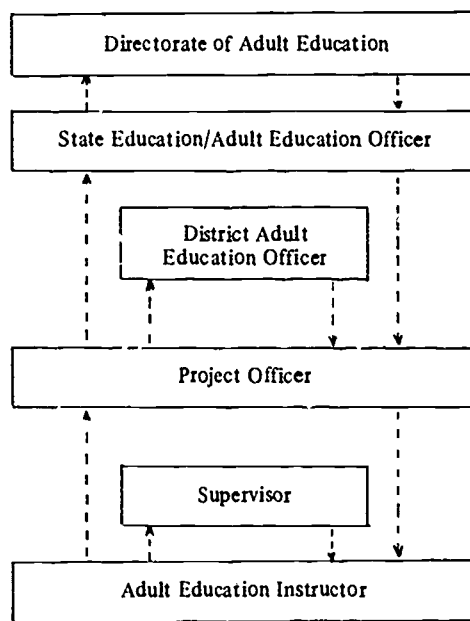 Directorate of Adult Education
State Education/Adult Education Officer
District Adult
Education Officer
Project Officer
Supervisor
Adult Education Instructor